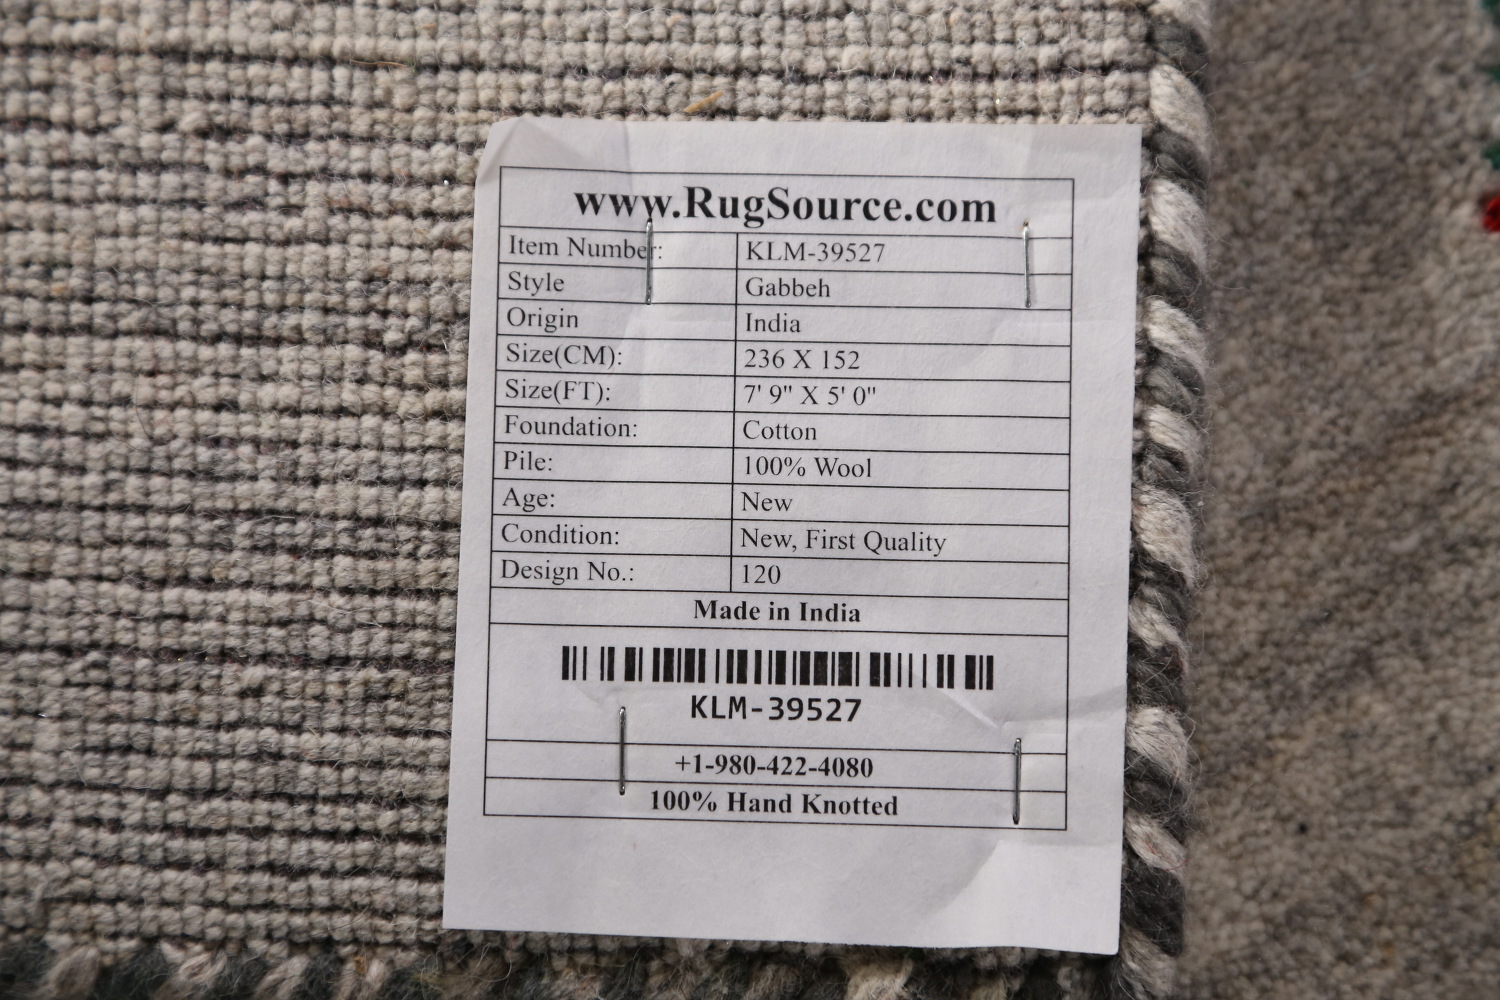 www.RugSource.com
Item Number: KLM-39527
Style Gabbeh
Origin India
Size(CM): 236 X 152
Size(FT): 7' 9" X 5' 0"
Foundation: Cotton
Pile: 100% Wool
Age: New
Condition: New, First Quality
Design No.: 120
Made in India
KLM-39527
+1-980-422-4080
100% Hand Knotted